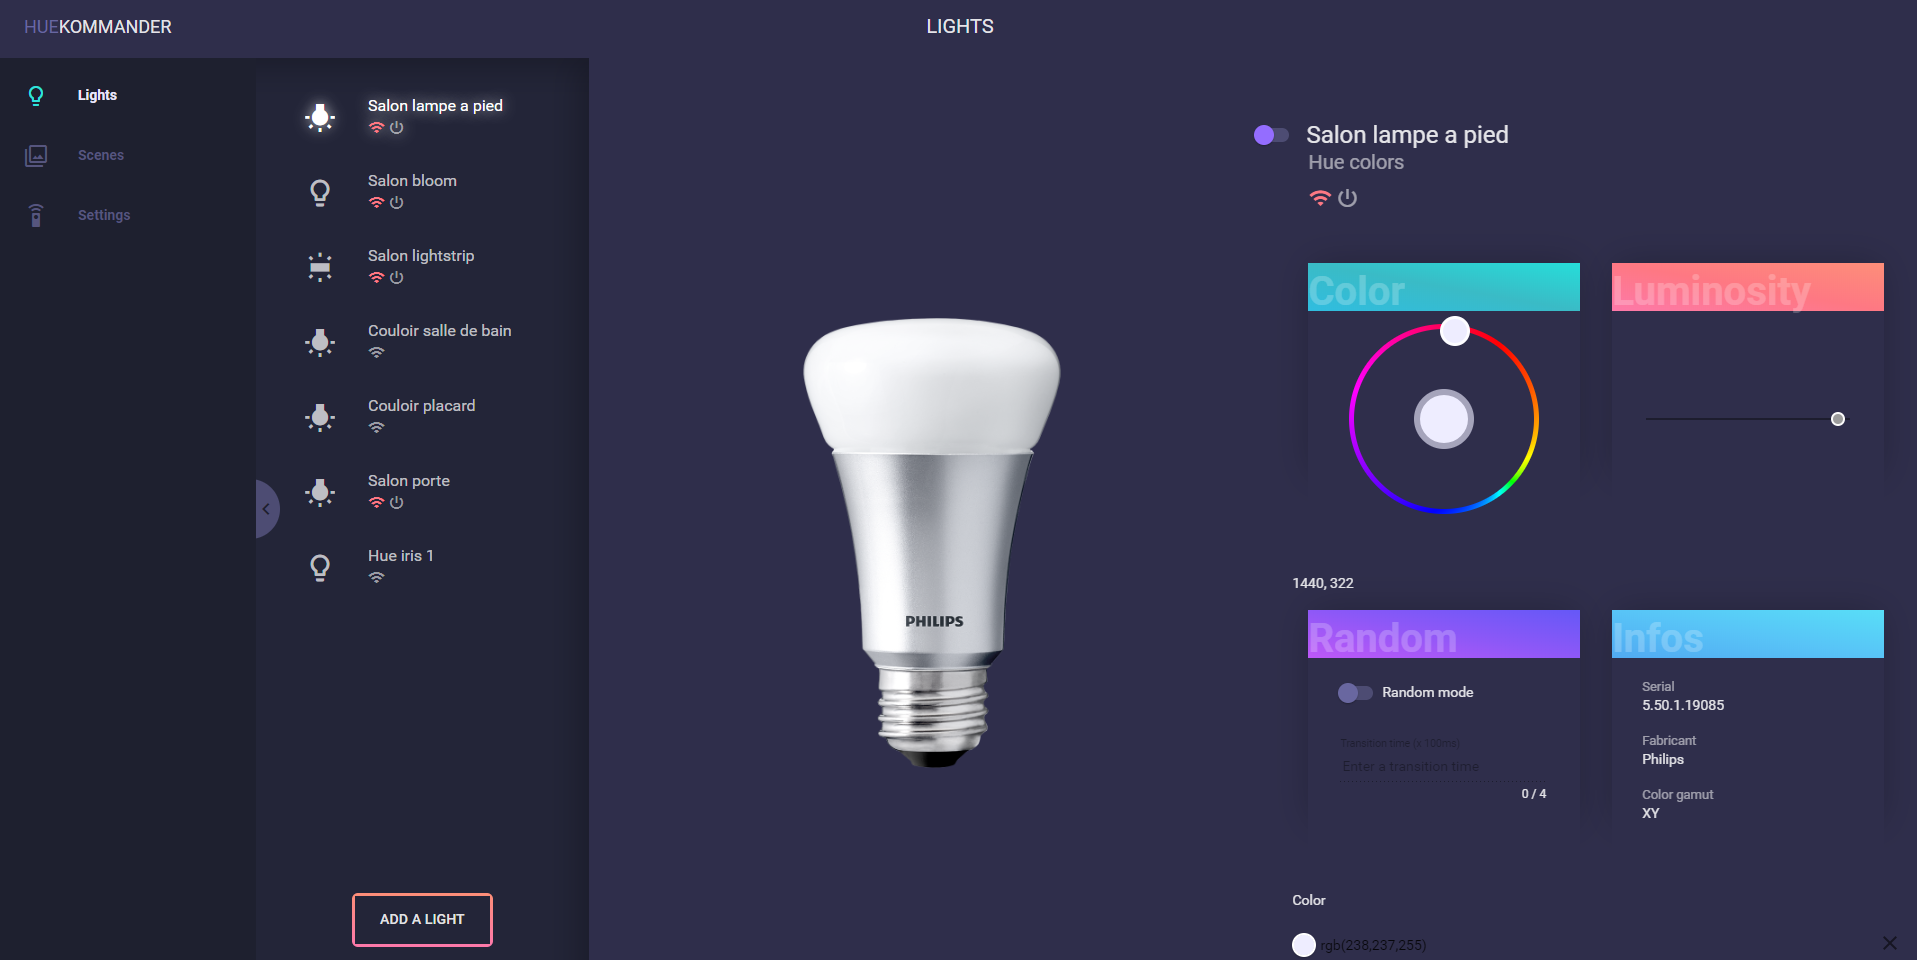 HUEKOMMANDER
LIGHTS
Lights
Scenes
Settings
Salon lampe a pied
Salon bloom
Salon lightstrip
Couloir salle de bain
Couloir placard
Salon porte
Hue iris 1
ADD A LIGHT
PHILIPS
Salon lampe a pied
Hue colors
Color
Luminosity
1440, 322
Random
Random mode
Transition time (x 100ms)
Enter a transition time
0 / 4
Infos
Serial
5.50.1.19085
Fabricant
Philips
Color gamut
XY
Color
rgb(238,237,255)